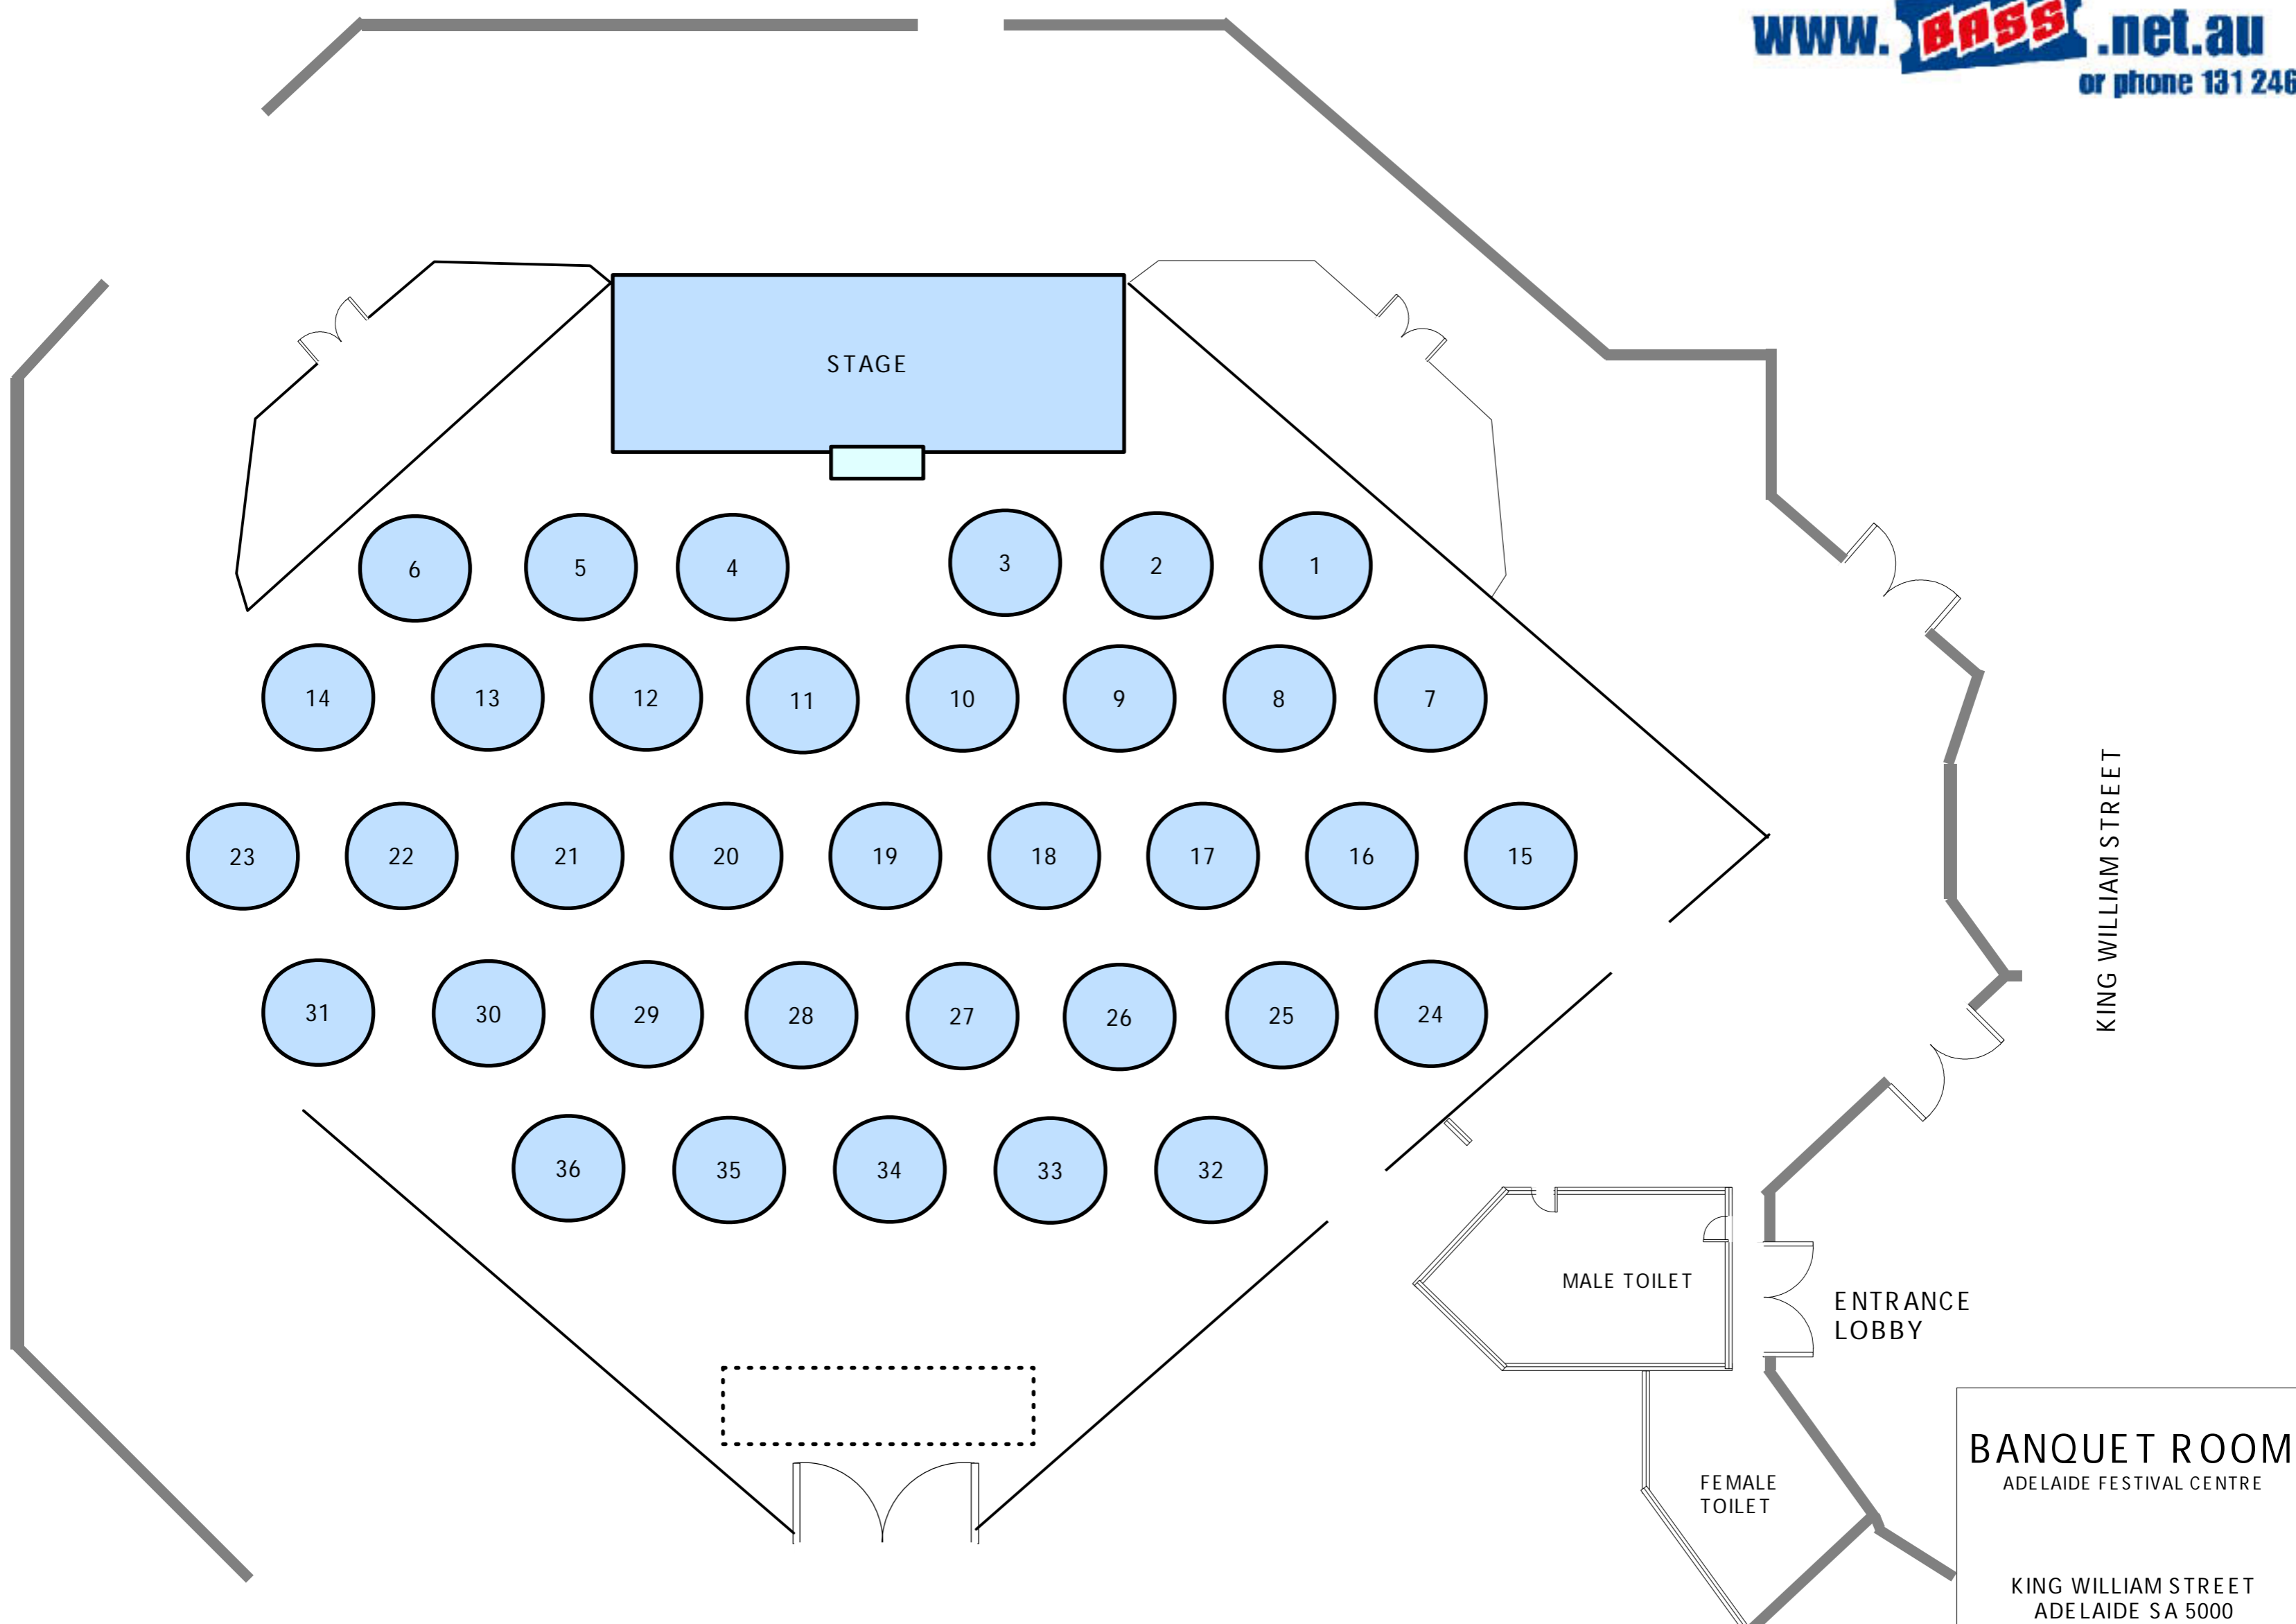 www. BASS .net.au
or phone 131 246
STAGE
6 5 4 3 2 1
14 13 12 11 10 9 8 7
23 22 21 20 19 18 17 16 15
31 30 29 28 27 26 25 24
36 35 34 33 32
KING WILLIAM STREET
MALE TOILET
ENTRANCE
LOBBY
FEMALE
TOILET
BANQUET ROOM
ADELAIDE FESTIVAL CENTRE
KING WILLIAM STREET
ADELAIDE SA 5000